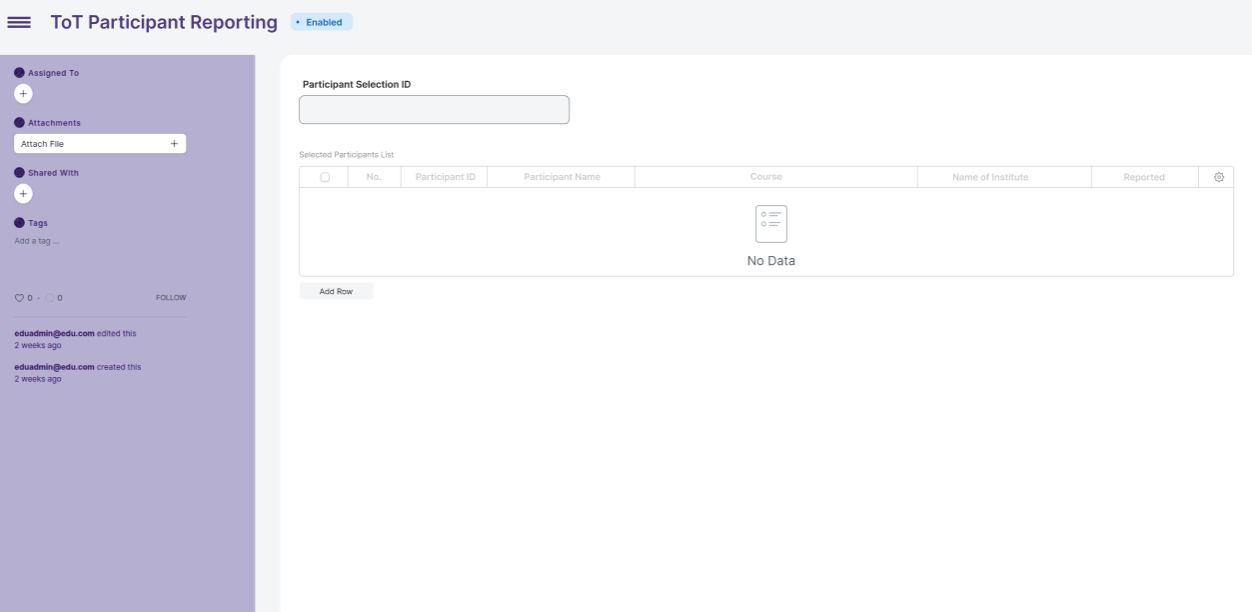 ToT Participant Reporting
Enabled
Assigned To
Attachments
Attach File
Shared With
Tags
Add a tag ...
0 · 0 FOLLOW
eduadmin@edu.com edited this
2 weeks ago
eduadmin@edu.com created this
2 weeks ago
Participant Selection ID
Selected Participants List
No. Participant ID Participant Name Course Name of Institute Reported
No Data
Add Row